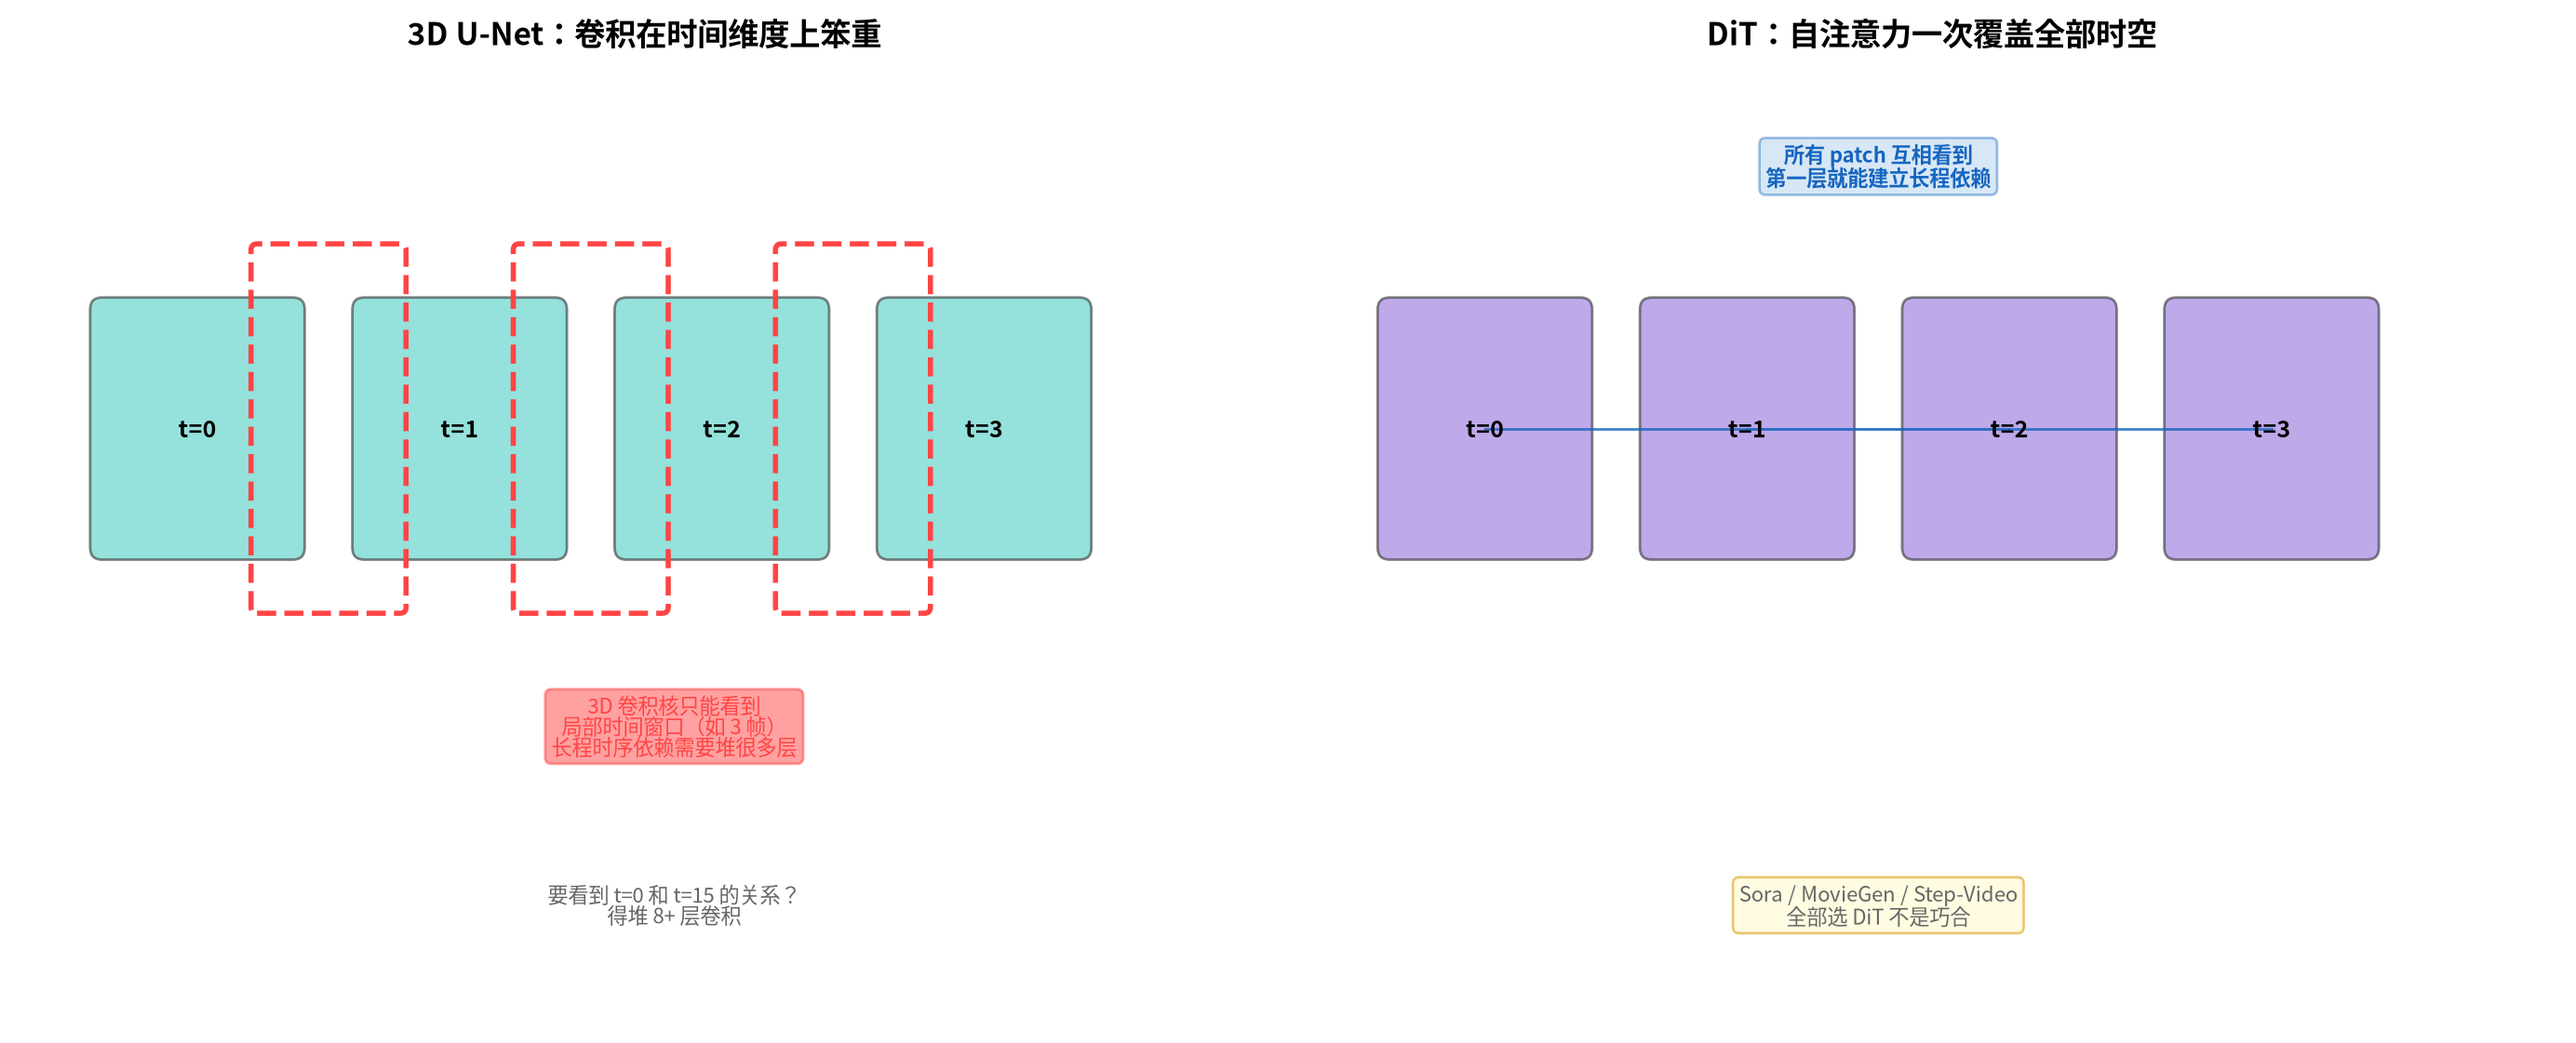 3D U-Net：卷积在时间维度上笨重
t=0
t=1
t=2
t=3
3D 卷积核只能看到
局部时间窗口（如 3 帧）
长程时序依赖需要堆很多层
要看到 t=0 和 t=15 的关系？
得堆 8+ 层卷积
DiT：自注意力一次覆盖全部时空
所有 patch 互相看到
第一层就能建立长程依赖
t=0
t=1
t=2
t=3
Sora / MovieGen / Step-Video
全部选 DiT 不是巧合